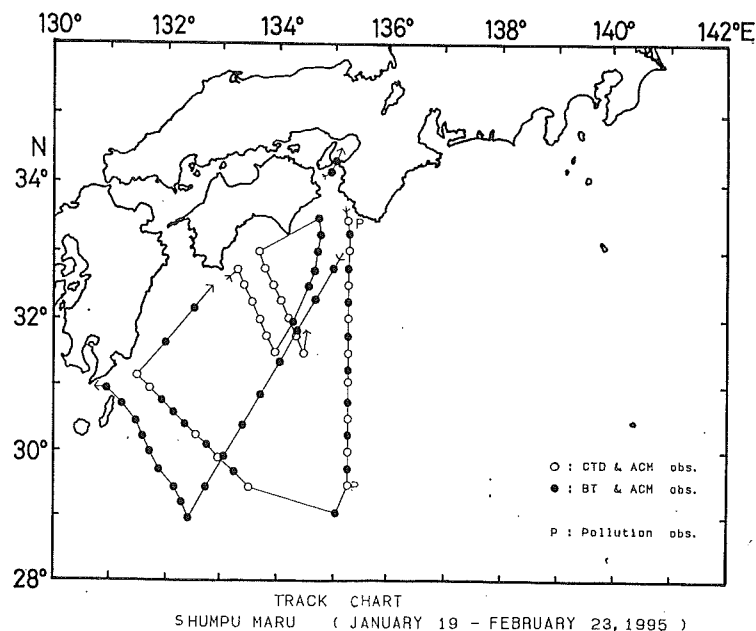 130° 132° 134° 136° 138° 140° 142°E
N
34°
32°
30°
28°
P
P
○ : CTD & ACM obs.
● : BT & ACM obs.
P : Pollution obs.
TRACK CHART
SHUMPU MARU ( JANUARY 19 - FEBRUARY 23, 1995 )